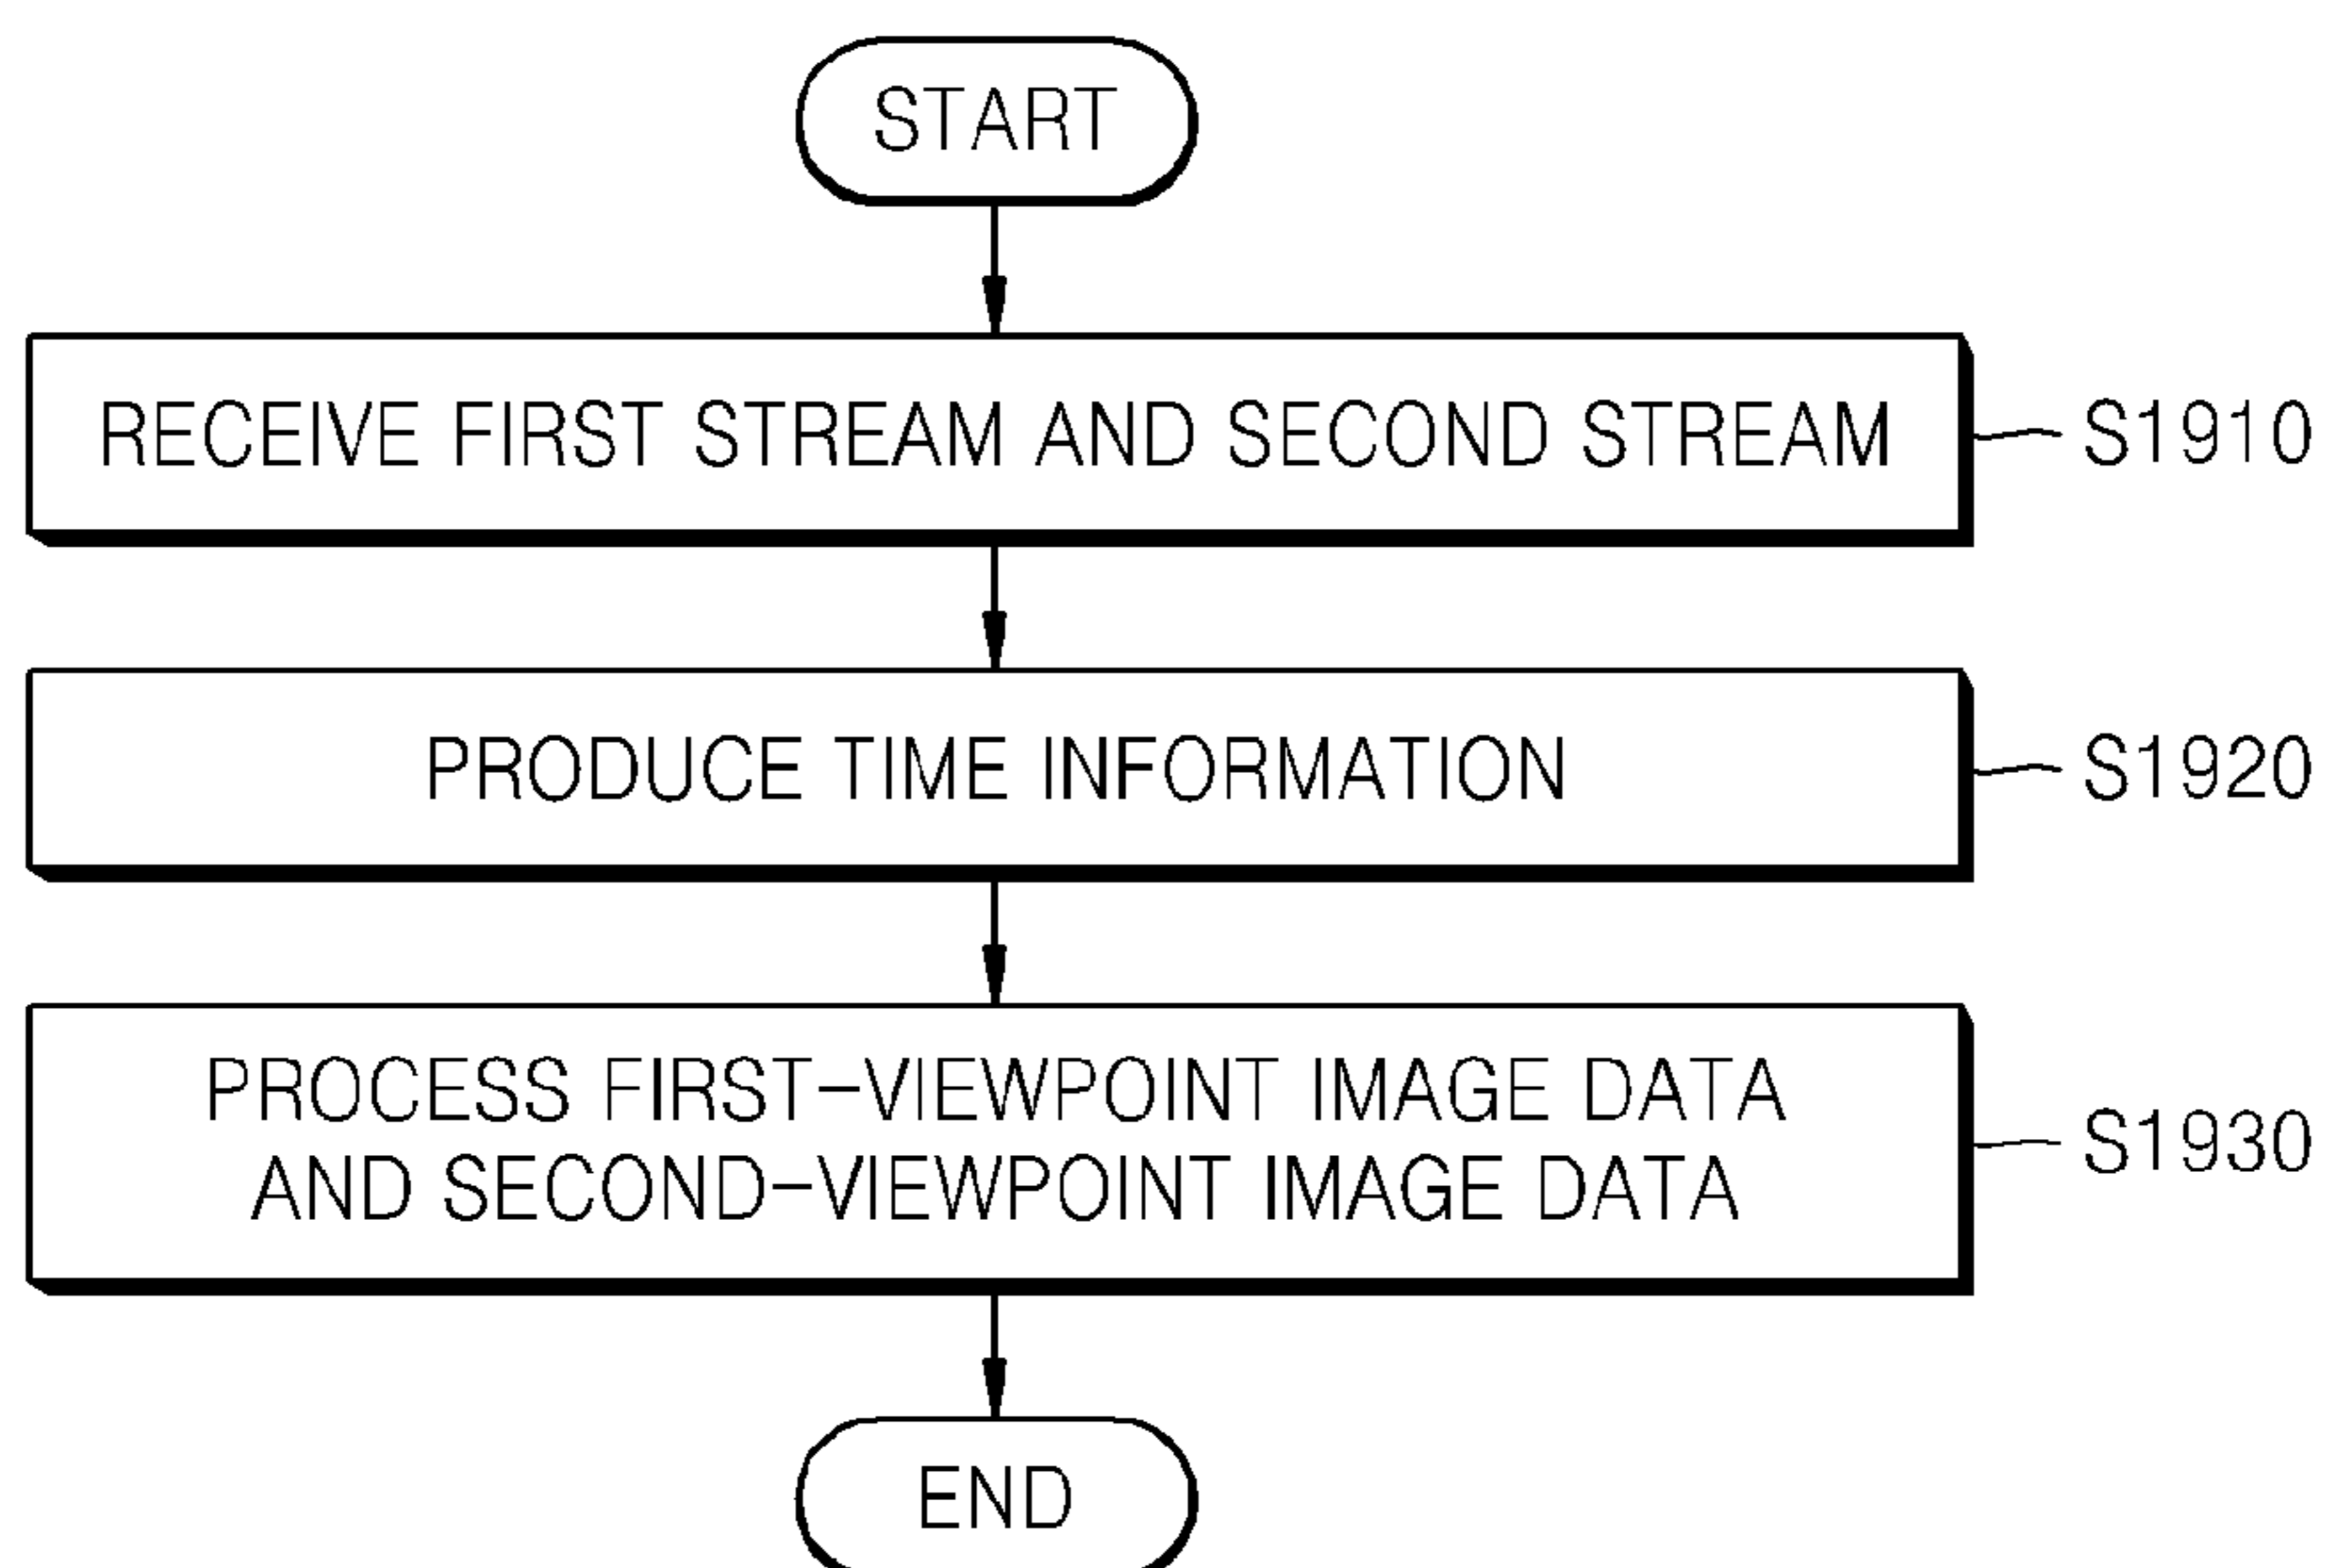 START
RECEIVE FIRST STREAM AND SECOND STREAM
S1910
PRODUCE TIME INFORMATION
S1920
PROCESS FIRST-VIEWPOINT IMAGE DATA
AND SECOND-VIEWPOINT IMAGE DATA
S1930
END